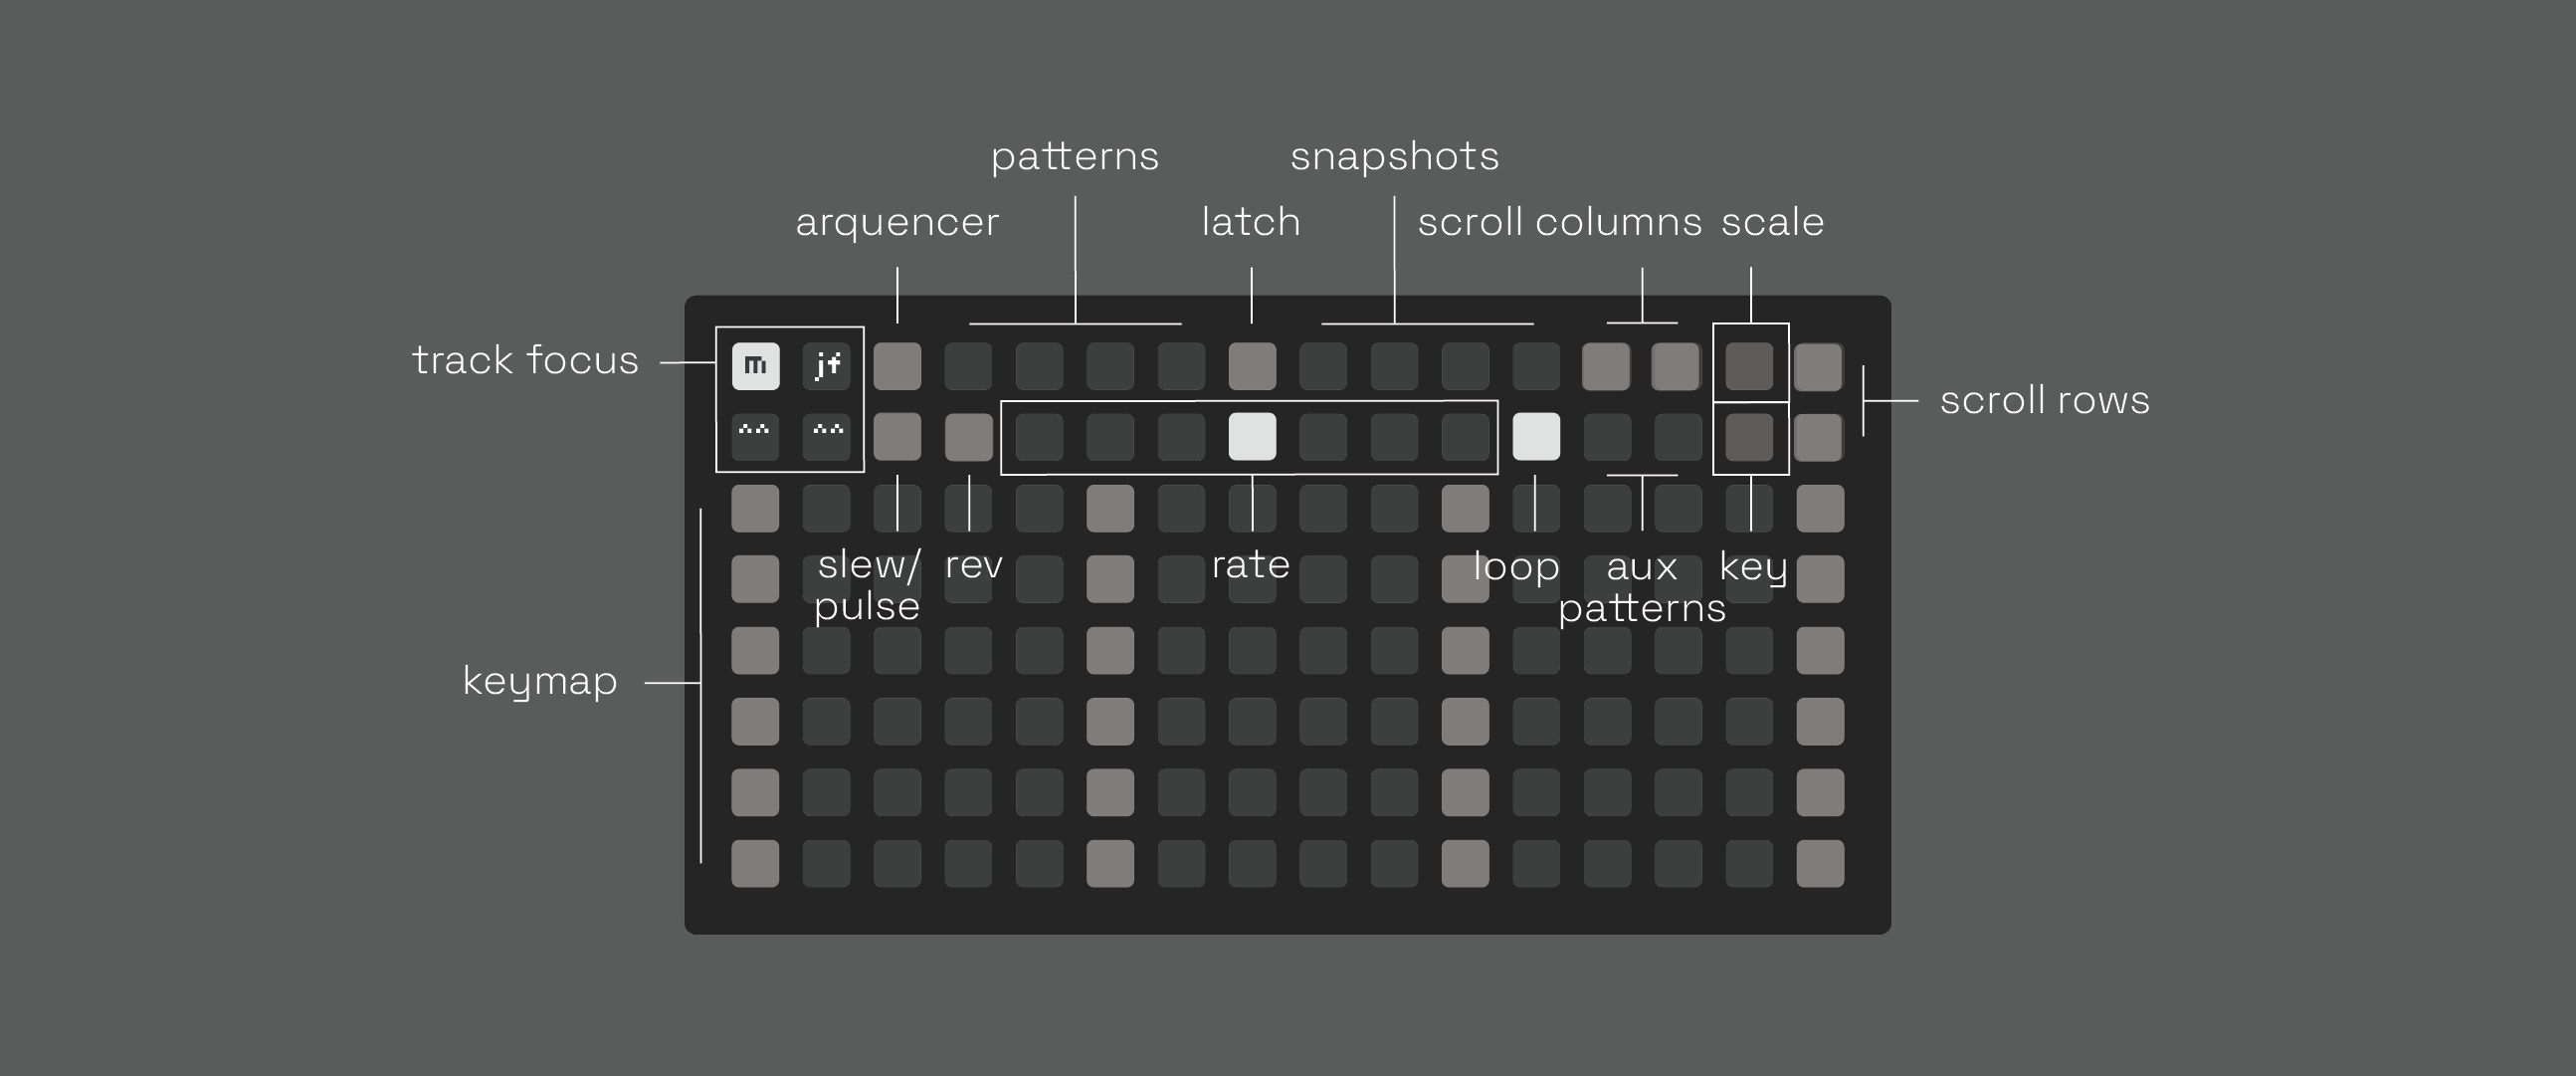 patterns
snapshots
arquencer
latch
scroll columns
scale
track focus
m
jt
scroll rows
slew/
pulse
rev
rate
loop
aux
patterns
key
keymap